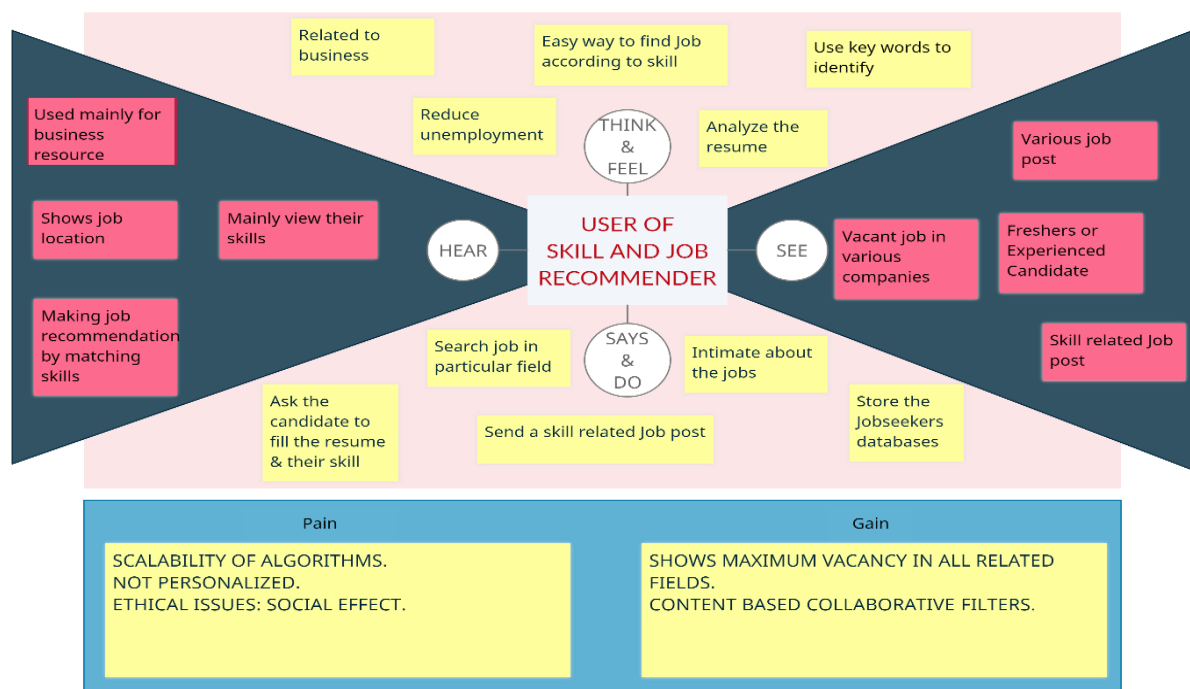 Related to
business
Easy way to find Job
according to skill
Use key words to
identify
Reduce
unemployment
THINK
&
FEEL
Analyze the
resume
Used mainly for
business
resource
Shows job
location
Mainly view their
skills
Making job
recommendation
by matching
skills
HEAR
USER OF
SKILL AND JOB
RECOMMENDER
SEE
Various job
post
Vacant job in
various
companies
Freshers or
Experienced
Candidate
Skill related Job
post
Search job in
particular field
SAYS
&
DO
Intimate about
the jobs
Ask the
candidate to
fill the resume
& their skill
Send a skill related Job post
Store the
Jobseekers
databases
Pain
SCALABILITY OF ALGORITHMS.
NOT PERSONALIZED.
ETHICAL ISSUES: SOCIAL EFFECT.
Gain
SHOWS MAXIMUM VACANCY IN ALL RELATED
FIELDS.
CONTENT BASED COLLABORATIVE FILTERS.